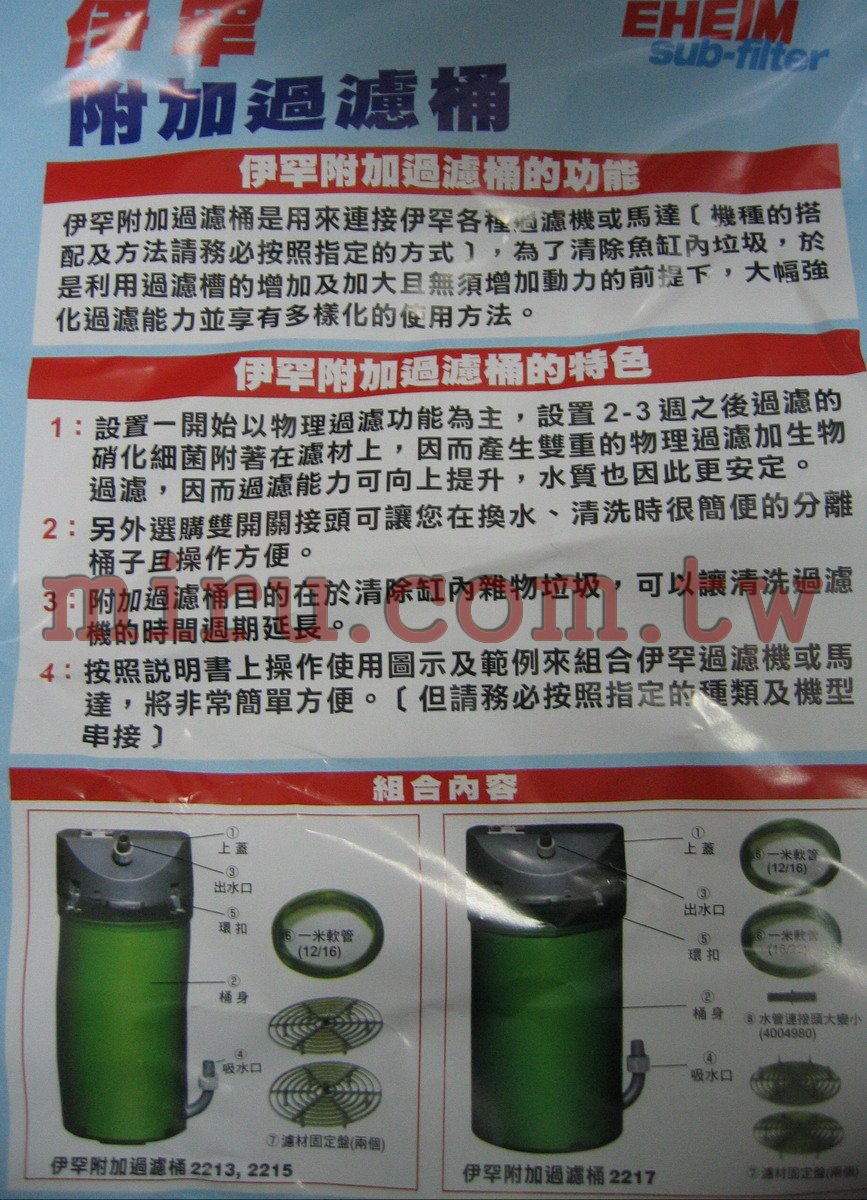 伊罕
EHEIM
sub-filter
附加過濾桶
伊罕附加過濾桶的功能
伊罕附加過濾桶是用來連接伊罕各種過濾機或馬達〔機種的搭
配及方法請務必按照指定的方式〕，為了清除魚缸內垃圾，於
是利用過濾槽的增加及加大且無須增加動力的前提下，大幅強
化過濾能力並享有多樣化的使用方法。
伊罕附加過濾桶的特色
1：設置一開始以物理過濾功能為主，設置2-3週之後過濾的
硝化細菌附著在濾材上，因而產生雙重的物理過濾加生物
過濾，因而過濾能力可向上提升，水質也因此更安定。
2：另外選購雙開關接頭可讓您在換水、清洗時很簡便的分離
桶子且操作方便。
3：附加過濾桶目的在於清除缸內雜物垃圾，可以讓清洗過濾
機的時間週期延長。
miru.com.tw
4：按照説明書上操作使用圖示及範例來組合伊罕過濾機或馬
達，將非常簡單方便。〔但請務必按照指定的種類及機型
串接〕
組合內容
①
上蓋
③
出水口
⑤
環扣
⑥一米軟管
(12/16)
②
桶身
④
吸水口
⑦濾材固定盤(兩個)
伊罕附加過濾桶2213, 2215
①
上蓋
⑥一米軟管
(12/16)
③
出水口
⑤
環扣
⑥一米軟管
②
桶身
⑧水管連接頭大變小
(4004980)
④
吸水口
⑦濾材固定盤(兩個)
伊罕附加過濾桶2217